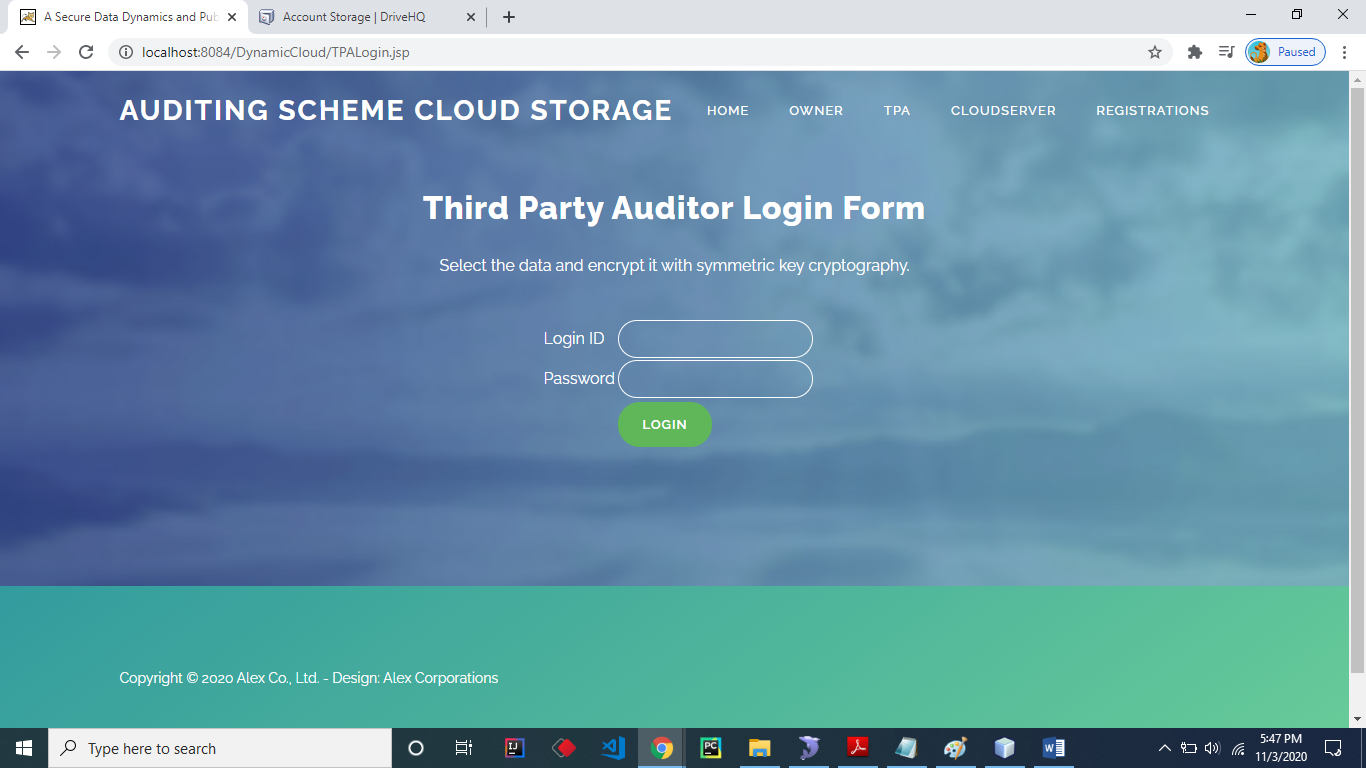 A Secure Data Dynamics and Pub
Account Storage | DriveHQ
localhost:8084/DynamicCloud/TPALogin.jsp
Paused
AUDITING SCHEME CLOUD STORAGE
HOME
OWNER
TPA
CLOUDSERVER
REGISTRATIONS
Third Party Auditor Login Form
Select the data and encrypt it with symmetric key cryptography.
Login ID
Password
LOGIN
Copyright © 2020 Alex Co., Ltd. - Design: Alex Corporations
Type here to search
IJ
PC
W
5:47 PM
11/3/2020